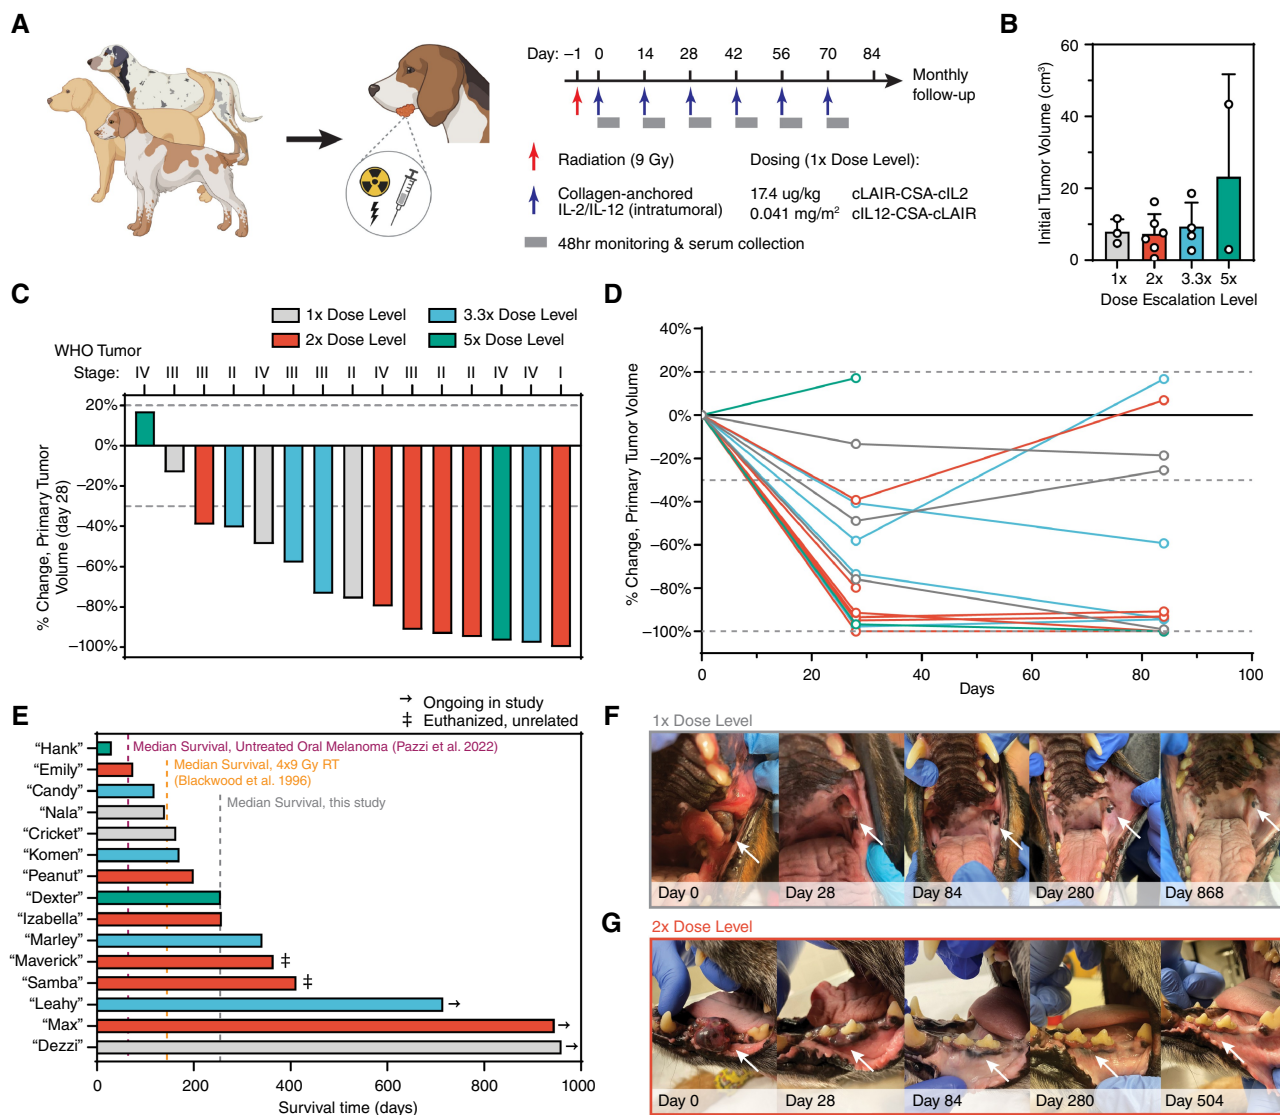 A
Day: –1 0 14 28 42 56 70 84
Monthly
follow-up
Radiation (9 Gy)
Dosing (1x Dose Level):
Collagen-anchored
IL-2/IL-12 (intratumoral)
17.4 ug/kg cLAIR-CSA-cIL2
0.041 mg/m² cIL12-CSA-cLAIR
48hr monitoring & serum collection
B
Initial Tumor Volume (cm³)
60
40
20
0
1x 2x 3.3x 5x
Dose Escalation Level
C
1x Dose Level
3.3x Dose Level
2x Dose Level
5x Dose Level
WHO Tumor
Stage: IV III III II IV III III II IV III II II IV IV I
% Change, Primary Tumor
Volume (day 28)
20%
0%
–20%
–40%
–60%
–80%
–100%
D
% Change, Primary Tumor Volume
40%
20%
0%
–20%
–40%
–60%
–80%
–100%
0 20 40 60 80 100
Days
E
→ Ongoing in study
‡ Euthanized, unrelated
Median Survival, Untreated Oral Melanoma (Pazzi et al. 2022)
Median Survival, 4x9 Gy RT
(Blackwood et al. 1996)
Median Survival, this study
“Hank”
“Emily”
“Candy”
“Nala”
“Cricket”
“Komen”
“Peanut”
“Dexter”
“Izabella”
“Marley”
“Maverick” ‡
“Samba” ‡
“Leahy” →
“Max” →
“Dezzi” →
0 200 400 600 800 1000
Survival time (days)
F
1x Dose Level
Day 0 Day 28 Day 84 Day 280 Day 868
G
2x Dose Level
Day 0 Day 28 Day 84 Day 280 Day 504